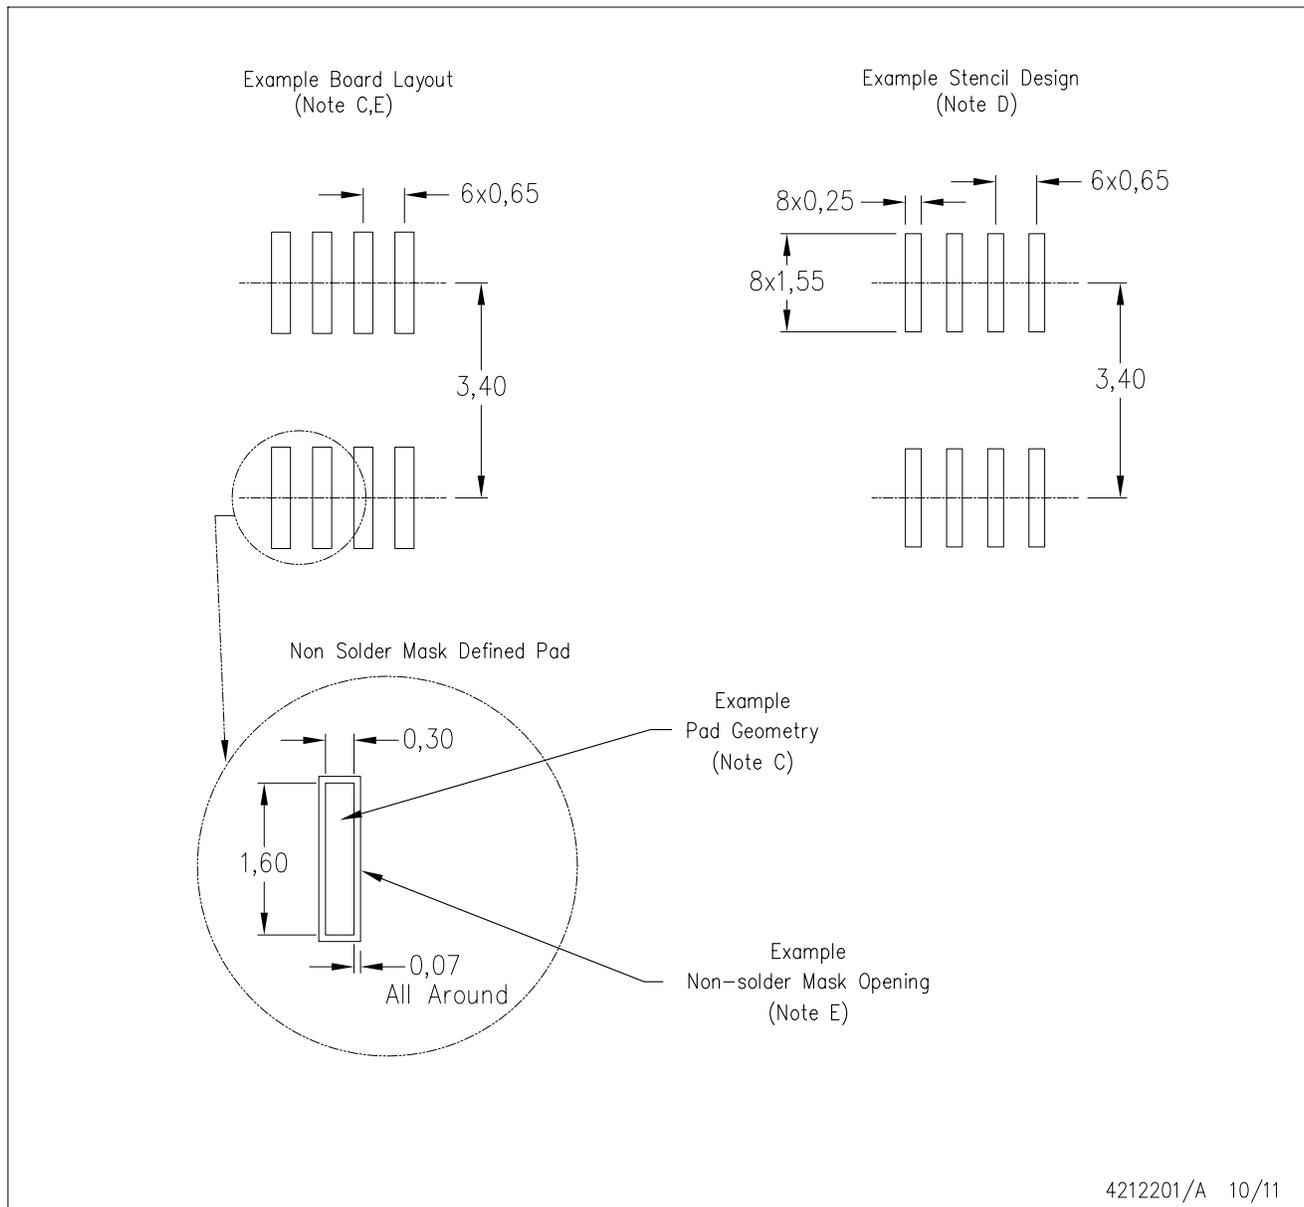 Example Board Layout
(Note C,E)
6x0,65
3,40
Example Stencil Design
(Note D)
6x0,65
8x0,25
8x1,55
3,40
Non Solder Mask Defined Pad
0,30
1,60
0,07
All Around
Example
Pad Geometry
(Note C)
Example
Non-solder Mask Opening
(Note E)
4212201/A 10/11